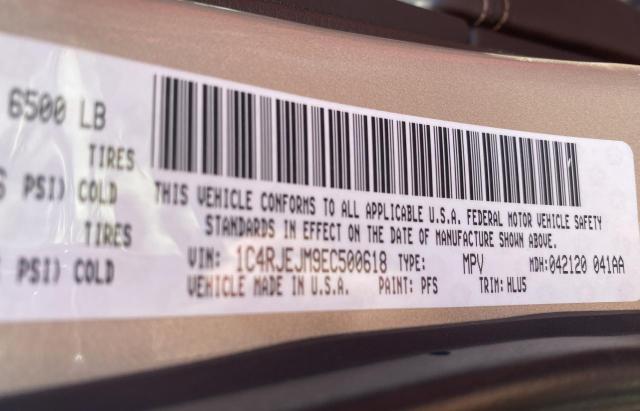 6500 LB
TIRES
PSI) COLD
TIRES
PSI) COLD
THIS VEHICLE CONFORMS TO ALL APPLICABLE U.S.A. FEDERAL MOTOR VEHICLE SAFETY
STANDARDS IN EFFECT ON THE DATE OF MANUFACTURE SHOWN ABOVE.
VIN: 1C4RJEJM9EC500618 TYPE: MPV MDH:042120 041AA
VEHICLE MADE IN U.S.A. PAINT: PFS TRIM: HLU5